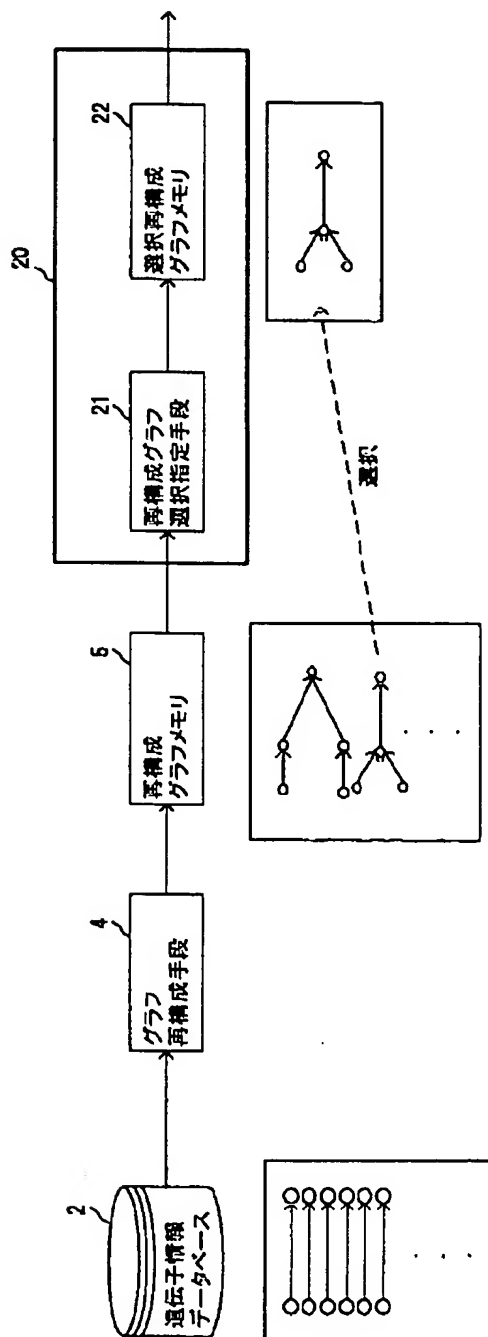 2
遺伝子情報
データベース
4
グラフ
再構成手段
5
再構成
グラフメモリ
20
21
再構成グラフ
選択指定手段
22
選択再構成
グラフメモリ
選択